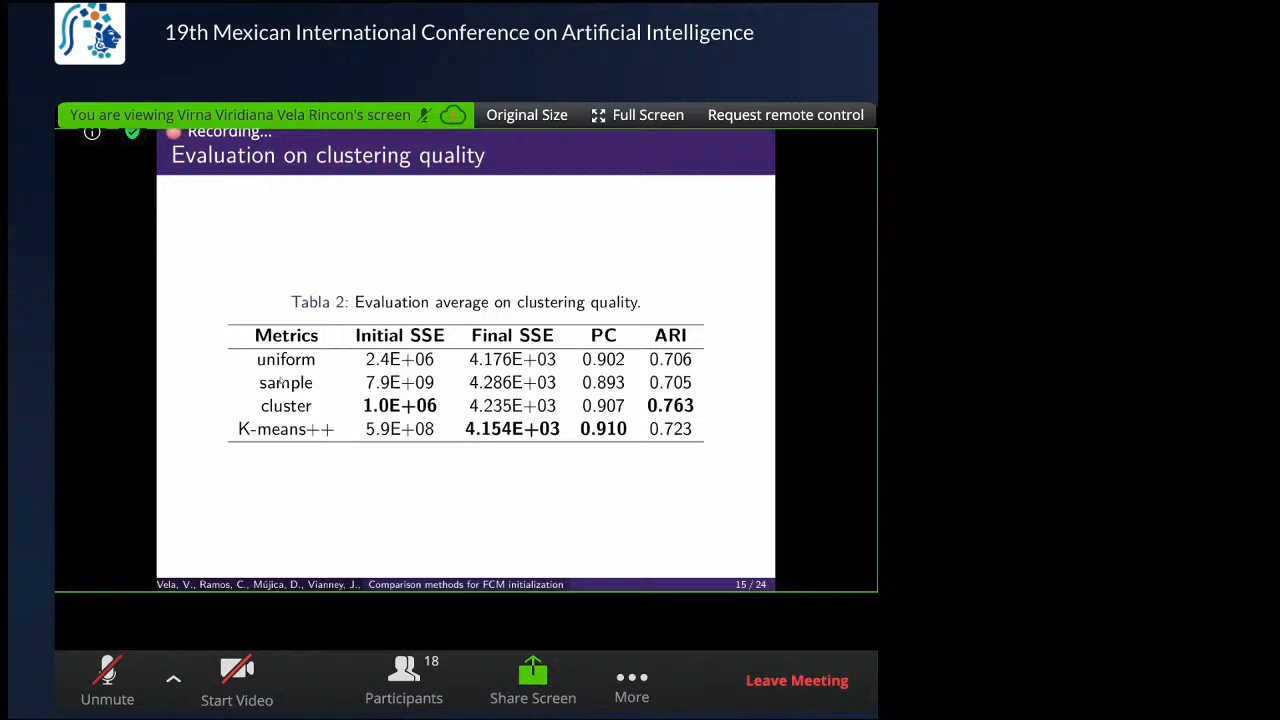 19th Mexican International Conference on Artificial Intelligence
You are viewing Virna Viridiana Vela Rincon's screen
Original Size
Full Screen
Request remote control
Recording...
Evaluation on clustering quality
Tabla 2: Evaluation average on clustering quality.
Metrics Initial SSE Final SSE PC ARI
uniform 2.4E+06 4.176E+03 0.902 0.706
sample 7.9E+09 4.286E+03 0.893 0.705
cluster 1.0E+06 4.235E+03 0.907 0.763
K-means++ 5.9E+08 4.154E+03 0.910 0.723
Vela, V., Ramos, C., Mújica, D., Vianney, J., Comparison methods for FCM initialization 15 / 24
18
Unmute
Start Video
Participants
Share Screen
More
Leave Meeting